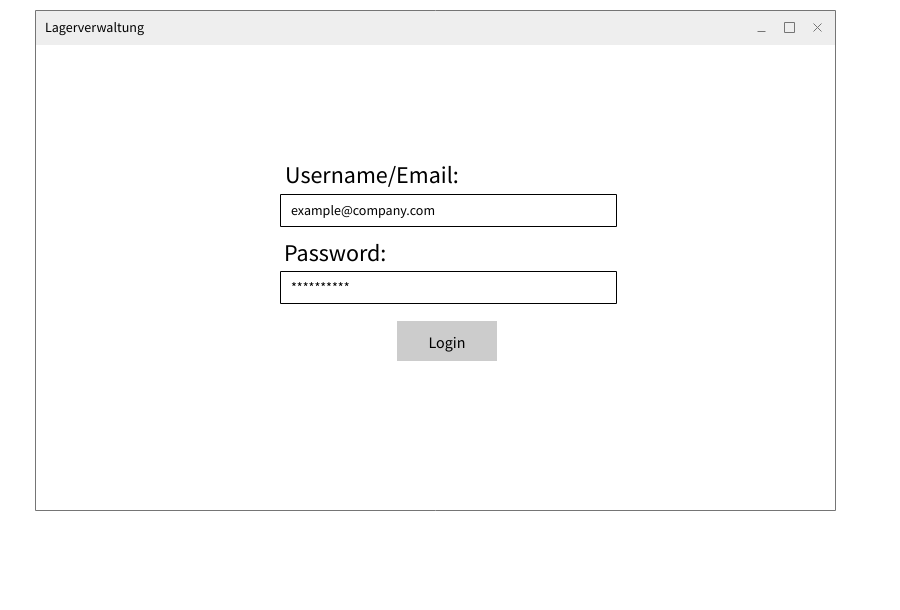 Lagerverwaltung
Username/Email:
example@company.com
Password:
**********
Login